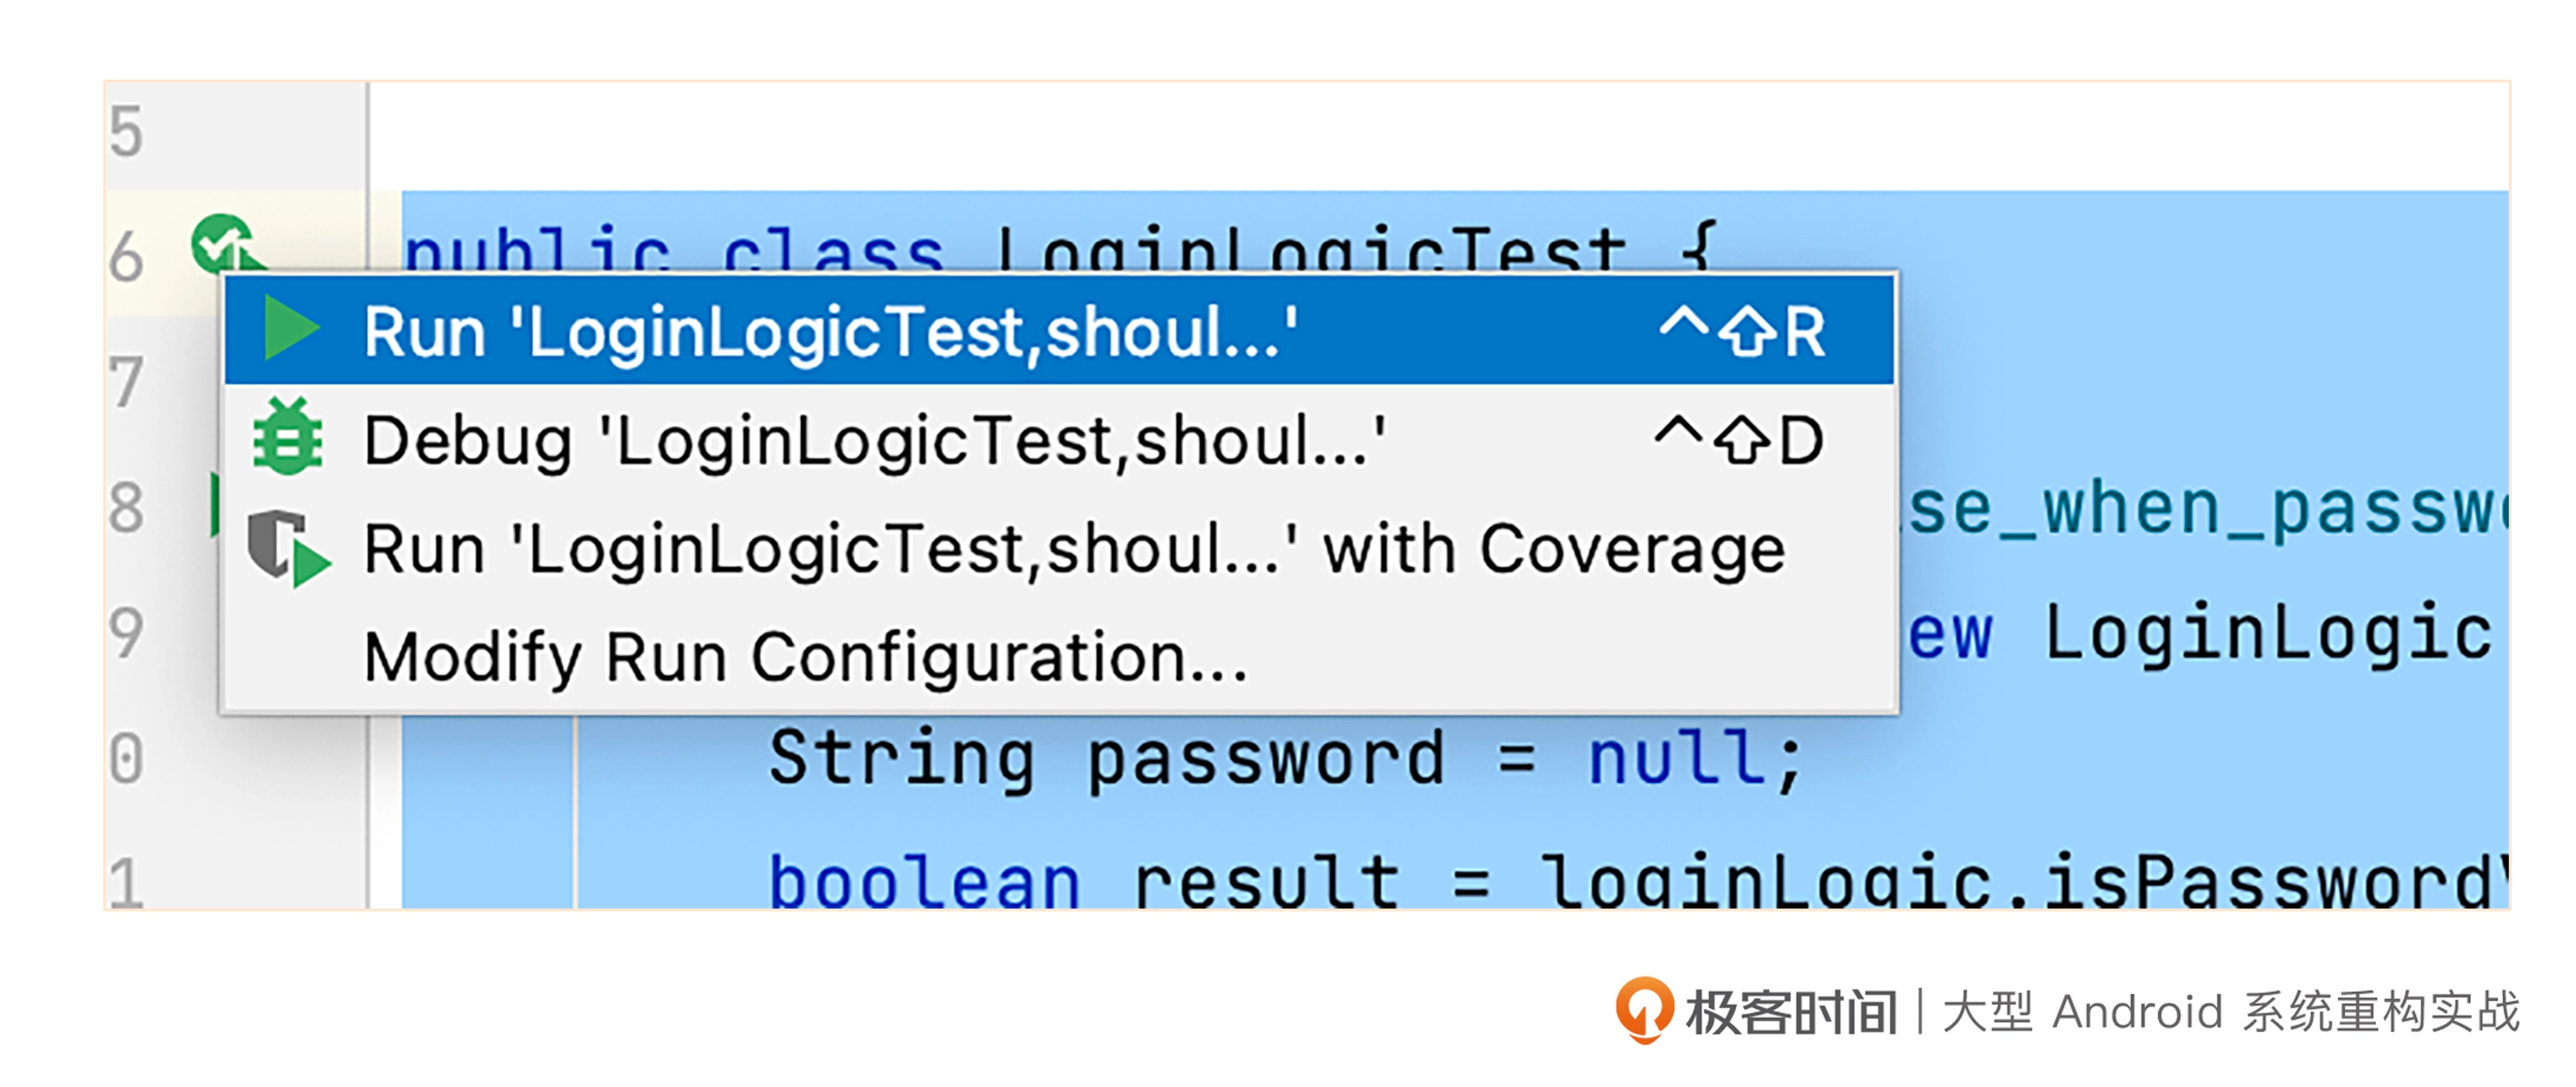 5
6 public class LoginLogicTest {
Run 'LoginLogicTest,shoul...' ^⇧R
7
Debug 'LoginLogicTest,shoul...' ^⇧D
8 se_when_passw
Run 'LoginLogicTest,shoul...' with Coverage
9 ew LoginLogic
Modify Run Configuration...
0 String password = null;
1 boolean result = loginLogic.isPassword
极客时间 | 大型 Android 系统重构实战